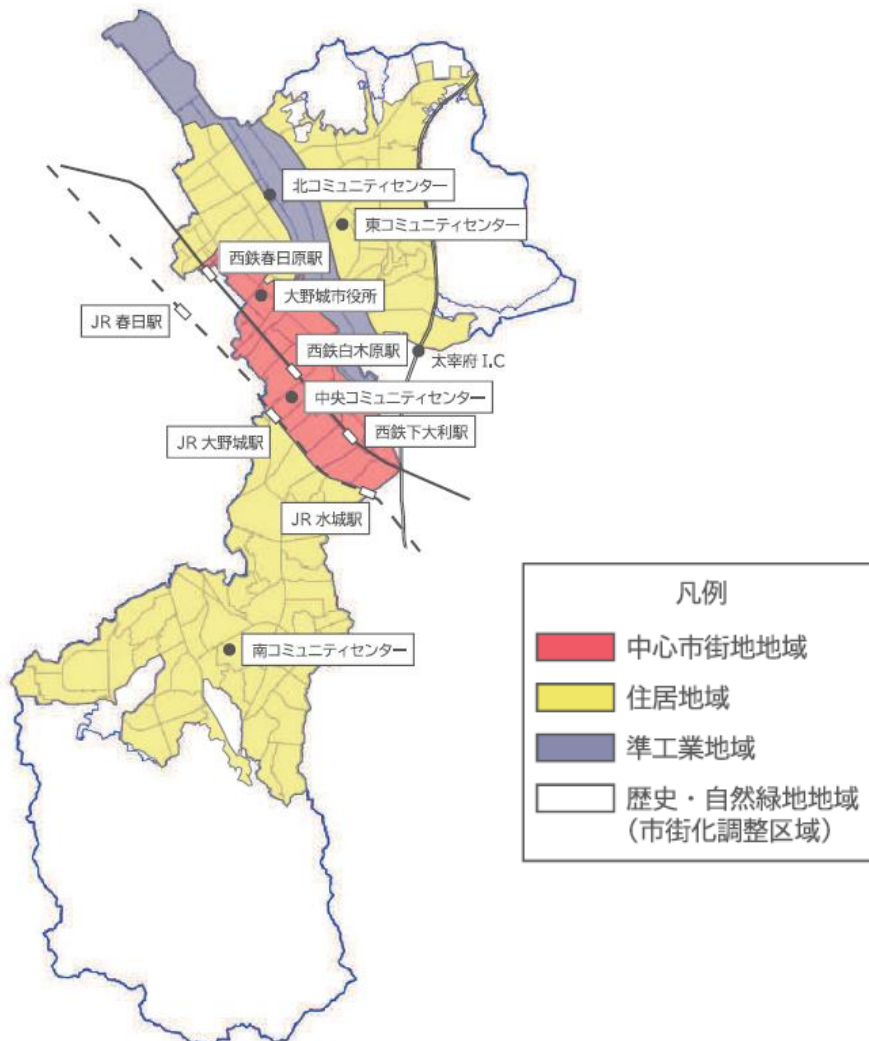 北コミュニティセンター
東コミュニティセンター
西鉄春日原駅
大野城市役所
JR 春日駅
西鉄白木原駅
太宰府 I.C
中央コミュニティセンター
西鉄下大利駅
JR 大野城駅
JR 水城駅
南コミュニティセンター
凡例
中心市街地地域
住居地域
準工業地域
歴史・自然緑地地域
（市街化調整区域）